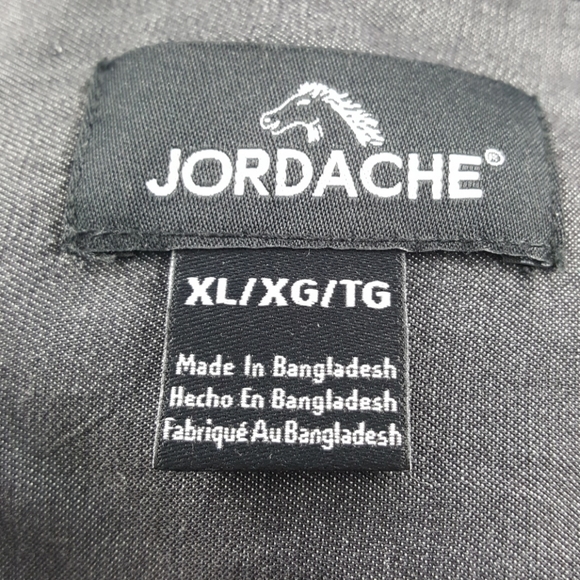 JORDACHE®
XL/XG/TG
Made In Bangladesh
Hecho En Bangladesh
Fabriqué Au Bangladesh